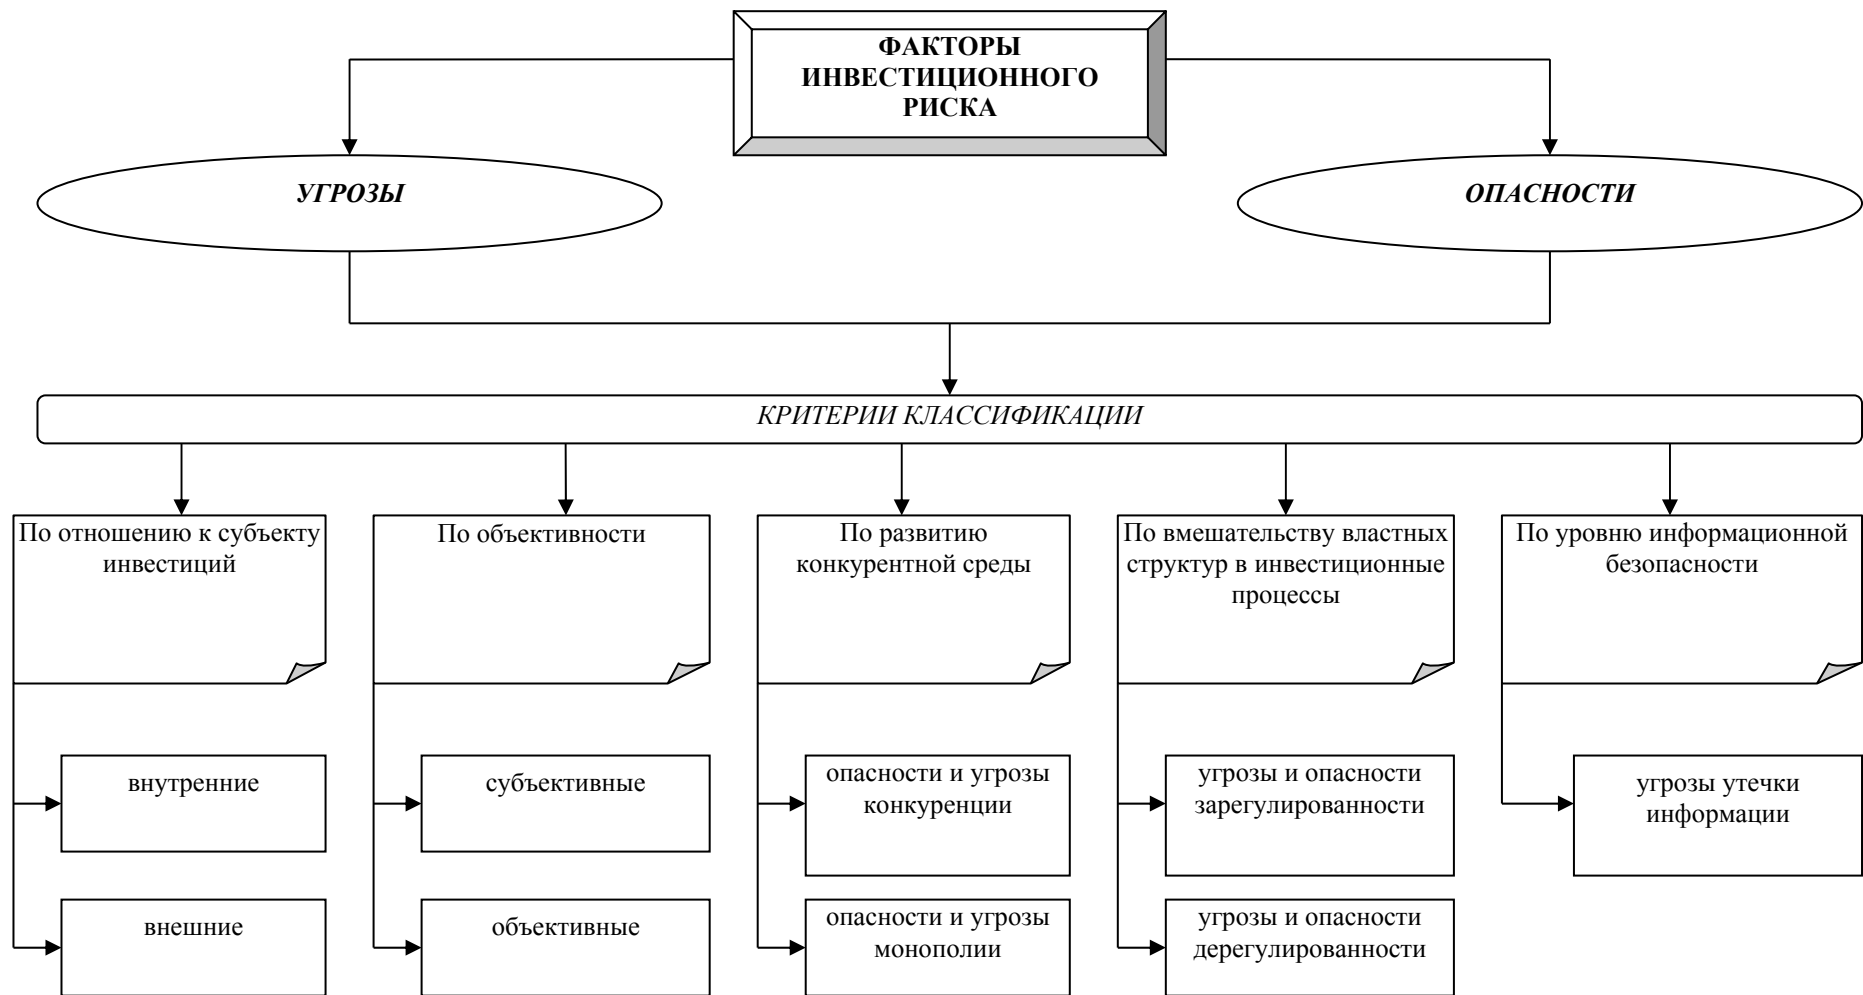 ФАКТОРЫ
ИНВЕСТИЦИОННОГО
РИСКА
УГРОЗЫ
ОПАСНОСТИ
КРИТЕРИИ КЛАССИФИКАЦИИ
По отношению к субъекту
инвестиций
По объективности
По развитию
конкурентной среды
По вмешательству властных
структур в инвестиционные
процессы
По уровню информационной
безопасности
внутренние
субъективные
опасности и угрозы
конкуренции
угрозы и опасности
зарегулированности
угрозы утечки
информации
внешние
объективные
опасности и угрозы
монополии
угрозы и опасности
дерегулированности